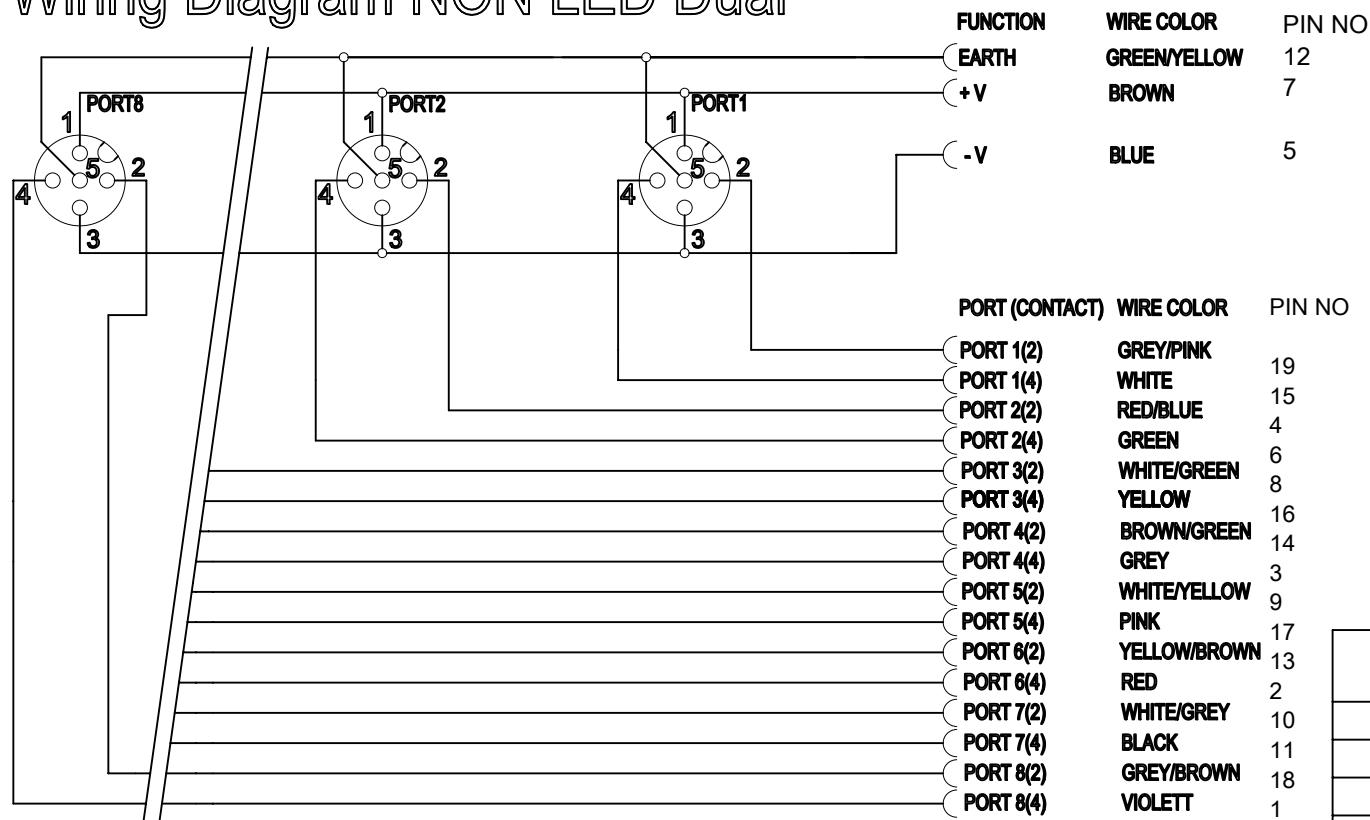 Wiring Diagram NON LED Dual
FUNCTION WIRE COLOR PIN NO
EARTH GREEN/YELLOW 12
+ V BROWN 7
- V BLUE 5
PORT8 PORT2 PORT1
1 1 1
5 2 5 2 5 2
4 4 4
3 3 3
PORT (CONTACT) WIRE COLOR PIN NO
PORT 1(2) GREY/PINK 19
PORT 1(4) WHITE 15
PORT 2(2) RED/BLUE 4
PORT 2(4) GREEN 6
PORT 3(2) WHITE/GREEN 8
PORT 3(4) YELLOW 16
PORT 4(2) BROWN/GREEN 14
PORT 4(4) GREY 3
PORT 5(2) WHITE/YELLOW 9
PORT 5(4) PINK 17
PORT 6(2) YELLOW/BROWN 13
PORT 6(4) RED 2
PORT 7(2) WHITE/GREY 10
PORT 7(4) BLACK 11
PORT 8(2) GREY/BROWN 18
PORT 8(4) VIOLETT 1